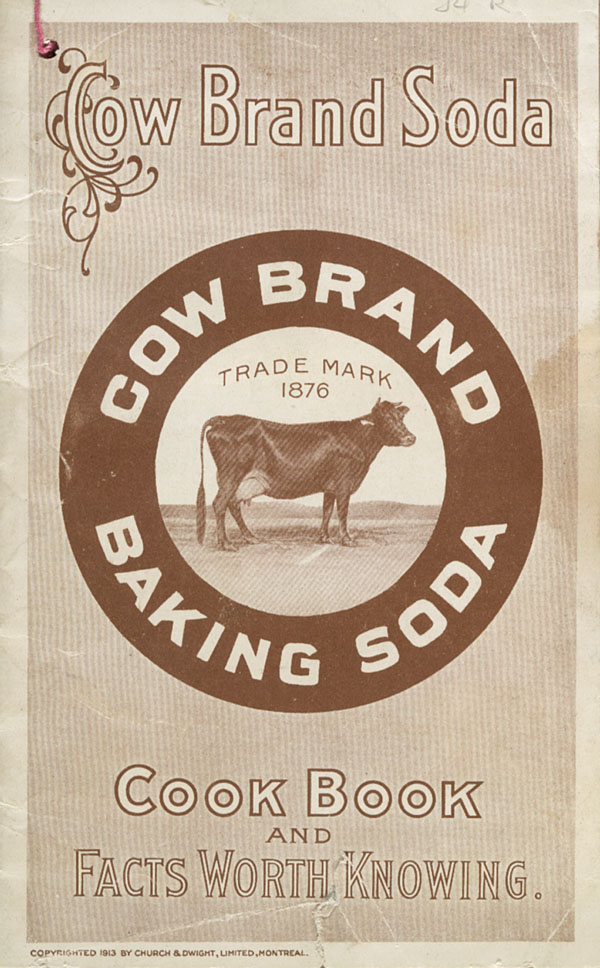 Cow Brand Soda
COW BRAND
TRADE MARK
1876
BAKING SODA
COOK BOOK
AND
FACTS WORTH KNOWING.
COPYRIGHTED 1913 BY CHURCH & DWIGHT, LIMITED, MONTREAL.